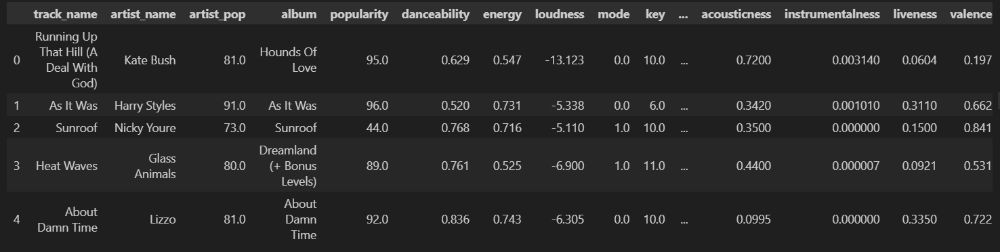 track_name artist_name artist_pop album popularity danceability energy loudness mode key ... acousticness instrumentalness liveness valence
0 Running Up That Hill (A Deal With God) Kate Bush 81.0 Hounds Of Love 95.0 0.629 0.547 -13.123 0.0 10.0 ... 0.7200 0.003140 0.0604 0.197
1 As It Was Harry Styles 91.0 As It Was 96.0 0.520 0.731 -5.338 0.0 6.0 ... 0.3420 0.001010 0.3110 0.662
2 Sunroof Nicky Youre 73.0 Sunroof 44.0 0.768 0.716 -5.110 1.0 10.0 ... 0.3500 0.000000 0.1500 0.841
3 Heat Waves Glass Animals 80.0 Dreamland (+ Bonus Levels) 89.0 0.761 0.525 -6.900 1.0 11.0 ... 0.4400 0.000007 0.0921 0.531
4 About Damn Time Lizzo 81.0 About Damn Time 92.0 0.836 0.743 -6.305 0.0 10.0 ... 0.0995 0.000000 0.3350 0.722